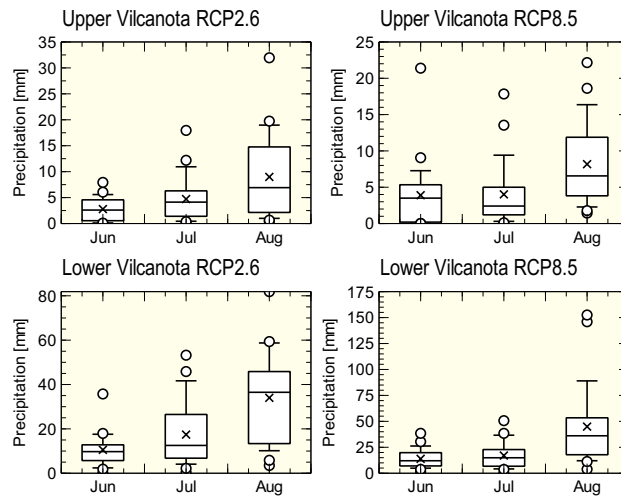 Upper Vilcanota RCP2.6
Precipitation [mm]
35
30
25
20
15
10
5
0
Jun Jul Aug
Upper Vilcanota RCP8.5
Precipitation [mm]
25
20
15
10
5
0
Jun Jul Aug
Lower Vilcanota RCP2.6
Precipitation [mm]
80
60
40
20
0
Jun Jul Aug
Lower Vilcanota RCP8.5
Precipitation [mm]
175
150
125
100
75
50
25
0
Jun Jul Aug